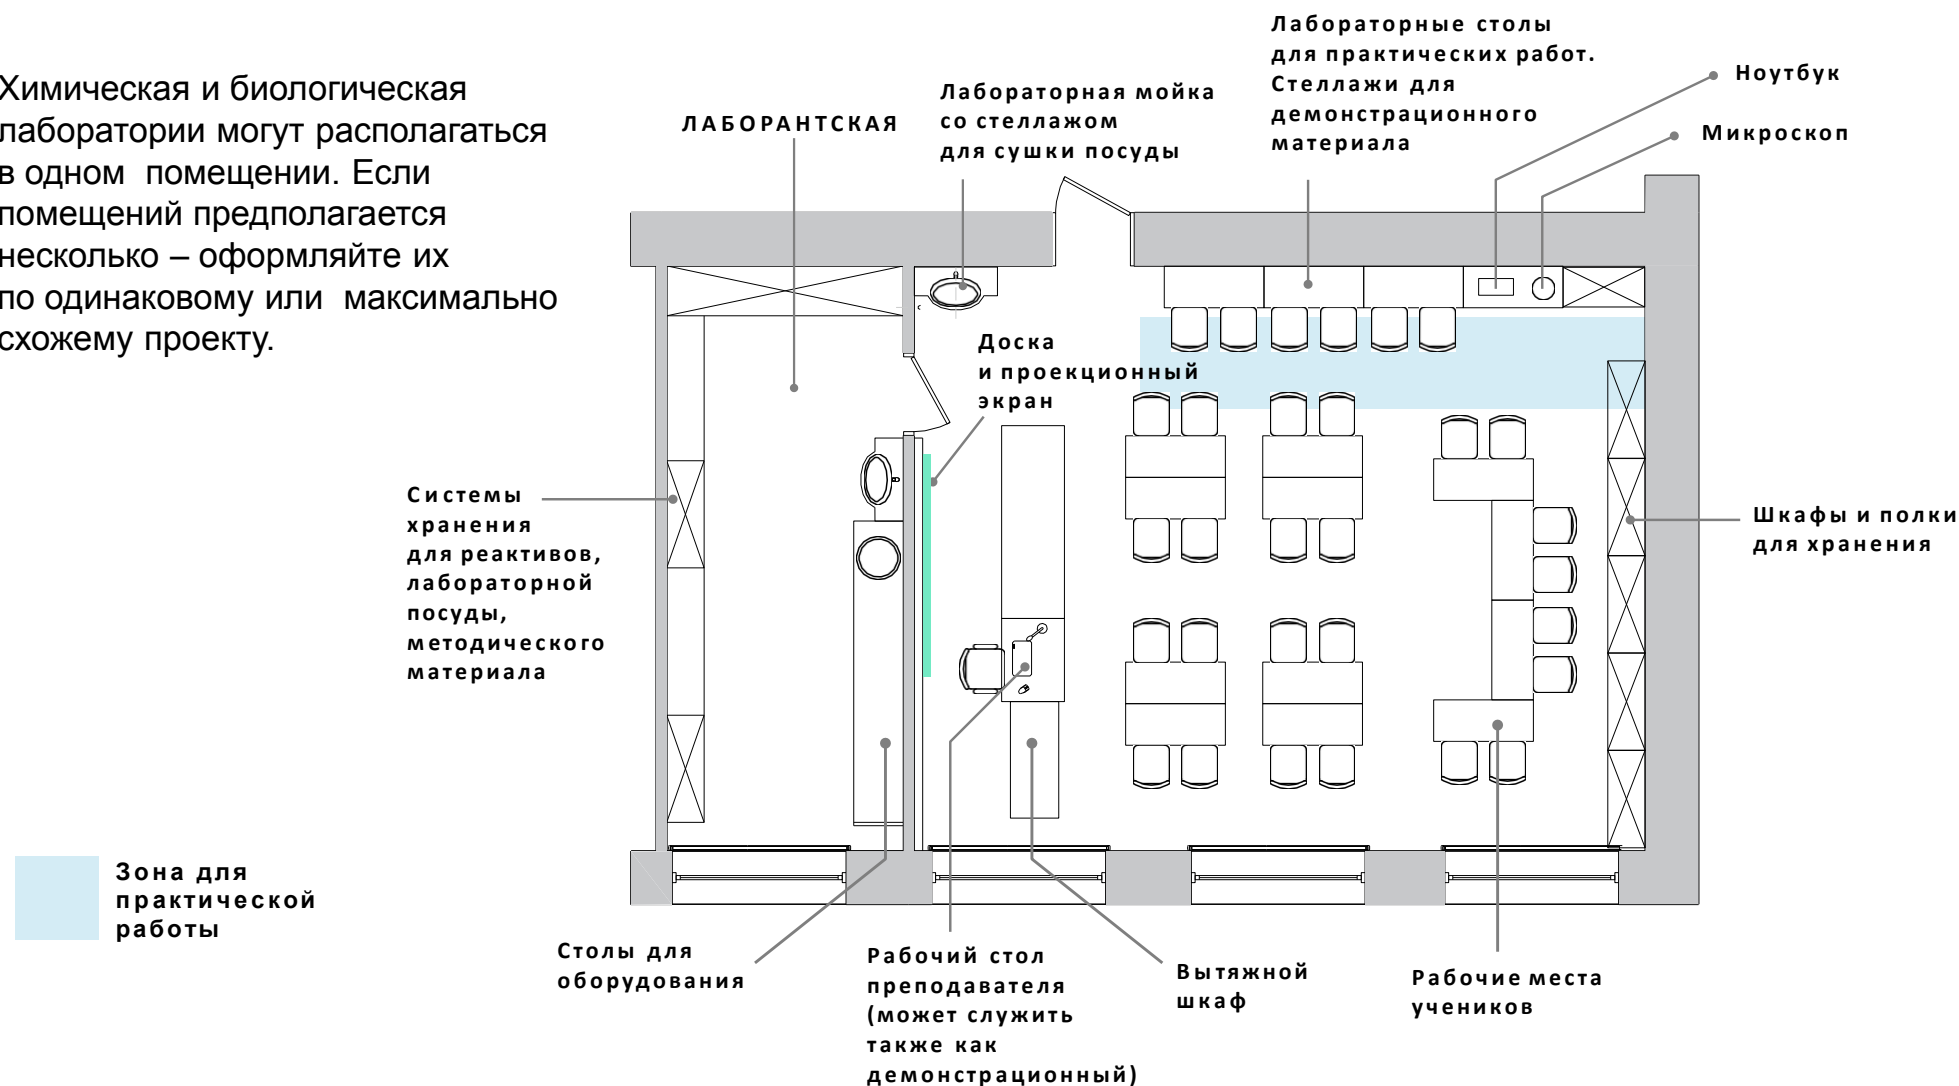 Химическая и биологическая
лаборатории могут располагаться
в одном помещении. Если
помещений предполагается
несколько – оформляйте их
по одинаковому или максимально
схожему проекту.
ЛАБОРАНТСКАЯ
Лабораторная мойка
со стеллажом
для сушки посуды
Лабораторные столы
для практических работ.
Стеллажи для
демонстрационного
материала
Ноутбук
Микроскоп
Доска
и проекционный
экран
Системы
хранения
для реактивов,
лабораторной
посуды,
методического
материала
Шкафы и полки
для хранения
Зона для
практической
работы
Столы для
оборудования
Рабочий стол
преподавателя
(может служить
также как
демонстрационный)
Вытяжной
шкаф
Рабочие места
учеников